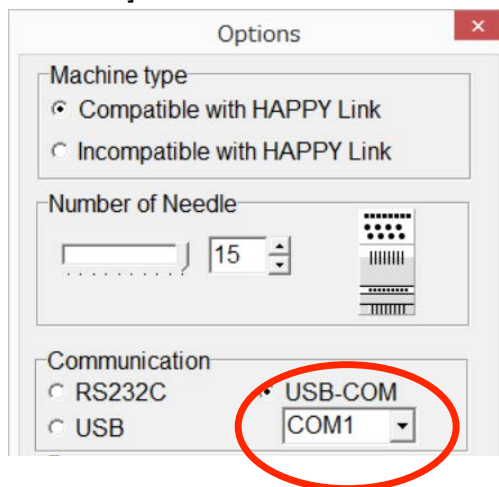 Options
Machine type
Compatible with HAPPY Link
Incompatible with HAPPY Link
Number of Needle
15
Communication
RS232C
USB-COM
USB
COM1